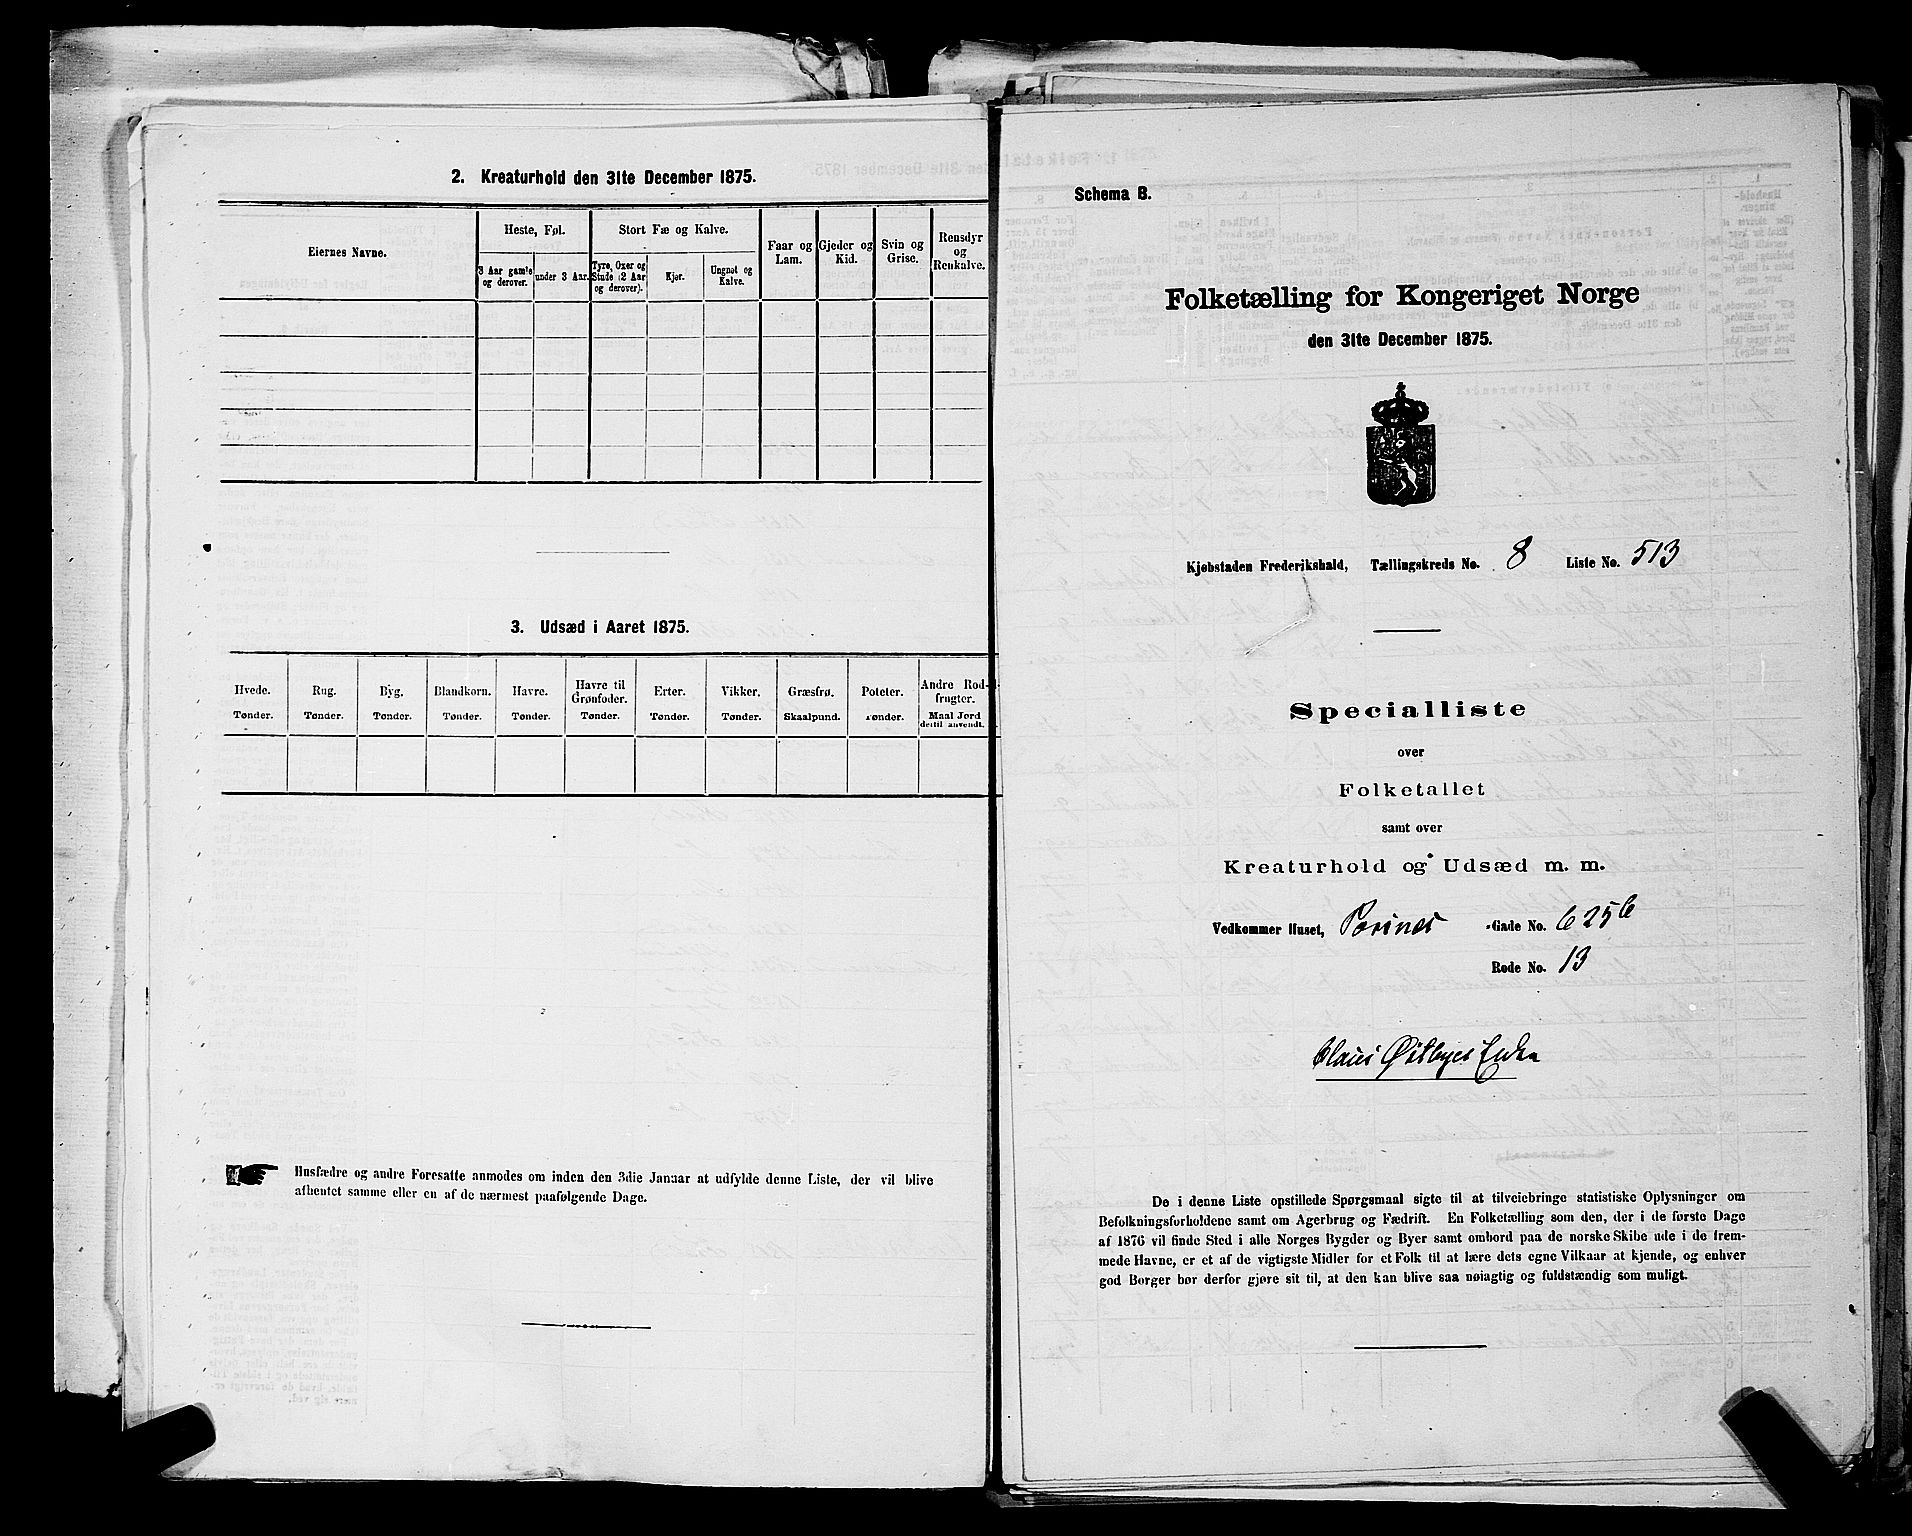 2. Kreaturhold den 31te December 1875.
Eiernes Navne.
Heste, Føl.
3 Aar gamle og derover.
under 3 Aar.
Stort Fæ og Kalve.
Tyre, Oxer og Stude (2 Aar og derover).
Kjør.
Ungnøt og Kalve.
Faar og Lam.
Gjeder og Kid.
Svin og Grise.
Rensdyr og Renkalve.
3. Udsæd i Aaret 1875.
Hvede. Tønder.
Rug. Tønder.
Byg. Tønder.
Blandkorn. Tønder.
Havre. Tønder.
Havre til Grønfoder. Tønder.
Erter. Tønder.
Vikker. Tønder.
Græsfrø. Skaalpund.
Poteter. Tønder.
Andre Rodfrugter. Maal Jord dertil anvendt.
Husfædre og andre Foresatte anmodes om inden den 3die Januar at udfylde denne Liste, der vil blive
afhentet samme eller en af de nærmest paafølgende Dage.
Schema B.
Folketælling for Kongeriget Norge
den 31te December 1875.
Kjøbstaden Frederikshald, Tællingskreds No. 8 Liste No. 513
Specialliste
over
Folketallet
samt over
Kreaturhold og Udsæd m. m.
Vedkommer Huset, -Gade No. 625b
Rode No. 13
Claus Østbyes Enke
De i denne Liste opstillede Spørgsmaal sigte til at tilveiebringe statistiske Oplysninger om
Befolkningsforholdene samt om Agerbrug og Fædrift. En Folketælling som den, der i de første Dage
af 1876 vil finde Sted i alle Norges Bygder og Byer samt ombord paa de norske Skibe ude i de frem-
mede Havne, er et af de vigtigste Midler for et Folk til at lære dets egne Vilkaar at kjende, og enhver
god Borger bør derfor gjøre sit til, at den kan blive saa nøiagtig og fuldstændig som muligt.